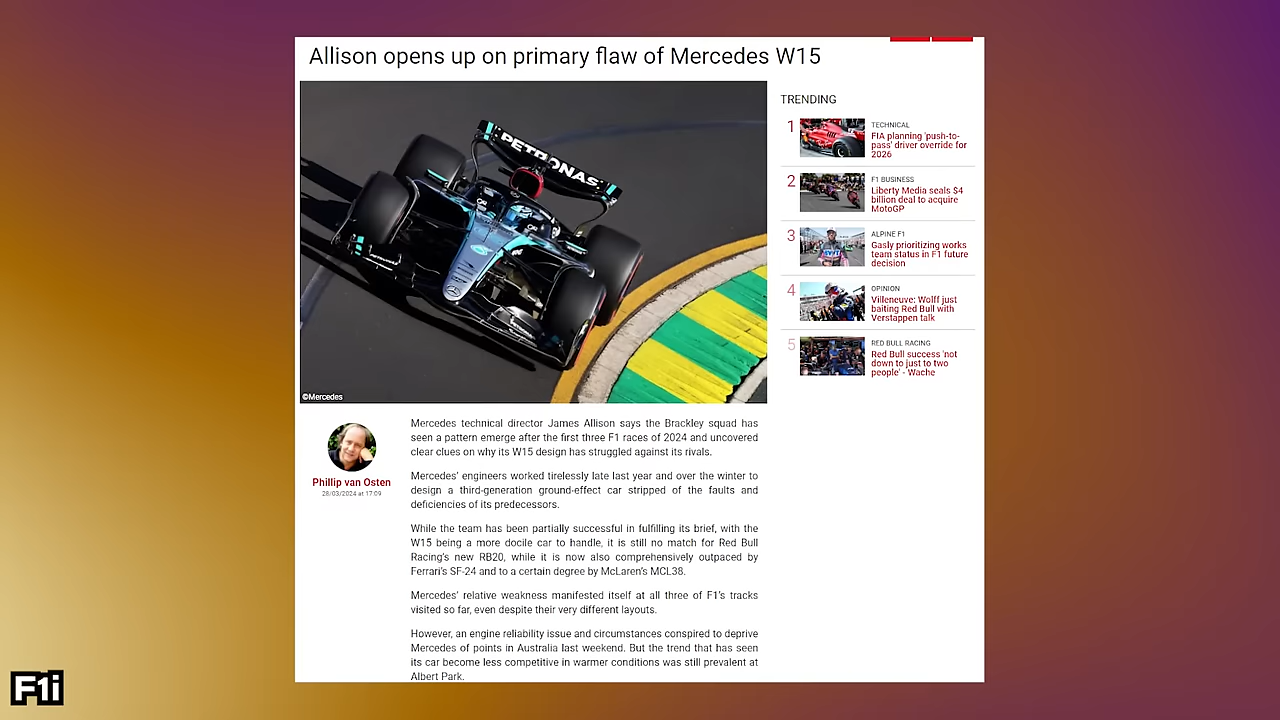 Allison opens up on primary flaw of Mercedes W15
PETRONAS
©Mercedes
TRENDING
1
TECHNICAL
FIA planning 'push-to-
pass' driver override for
2026
2
F1 BUSINESS
Liberty Media seals $4
billion deal to acquire
MotoGP
3
ALPINE F1
Gasly prioritizing works
team status in F1 future
decision
4
OPINION
Villeneuve: Wolff just
baiting Red Bull with
Verstappen talk
5
RED BULL RACING
Red Bull success 'not
down to just to two
people' - Wache
Phillip van Osten
28/03/2024 at 17:09
Mercedes technical director James Allison says the Brackley squad has
seen a pattern emerge after the first three F1 races of 2024 and uncovered
clear clues on why its W15 design has struggled against its rivals.
Mercedes' engineers worked tirelessly late last year and over the winter to
design a third-generation ground-effect car stripped of the faults and
deficiencies of its predecessors.
While the team has been partially successful in fulfilling its brief, with the
W15 being a more docile car to handle, it is still no match for Red Bull
Racing's new RB20, while it is now also comprehensively outpaced by
Ferrari's SF-24 and to a certain degree by McLaren's MCL38.
Mercedes' relative weakness manifested itself at all three of F1's tracks
visited so far, even despite their very different layouts.
However, an engine reliability issue and circumstances conspired to deprive
Mercedes of points in Australia last weekend. But the trend that has seen
its car become less competitive in warmer conditions was still prevalent at
Albert Park.
F1i